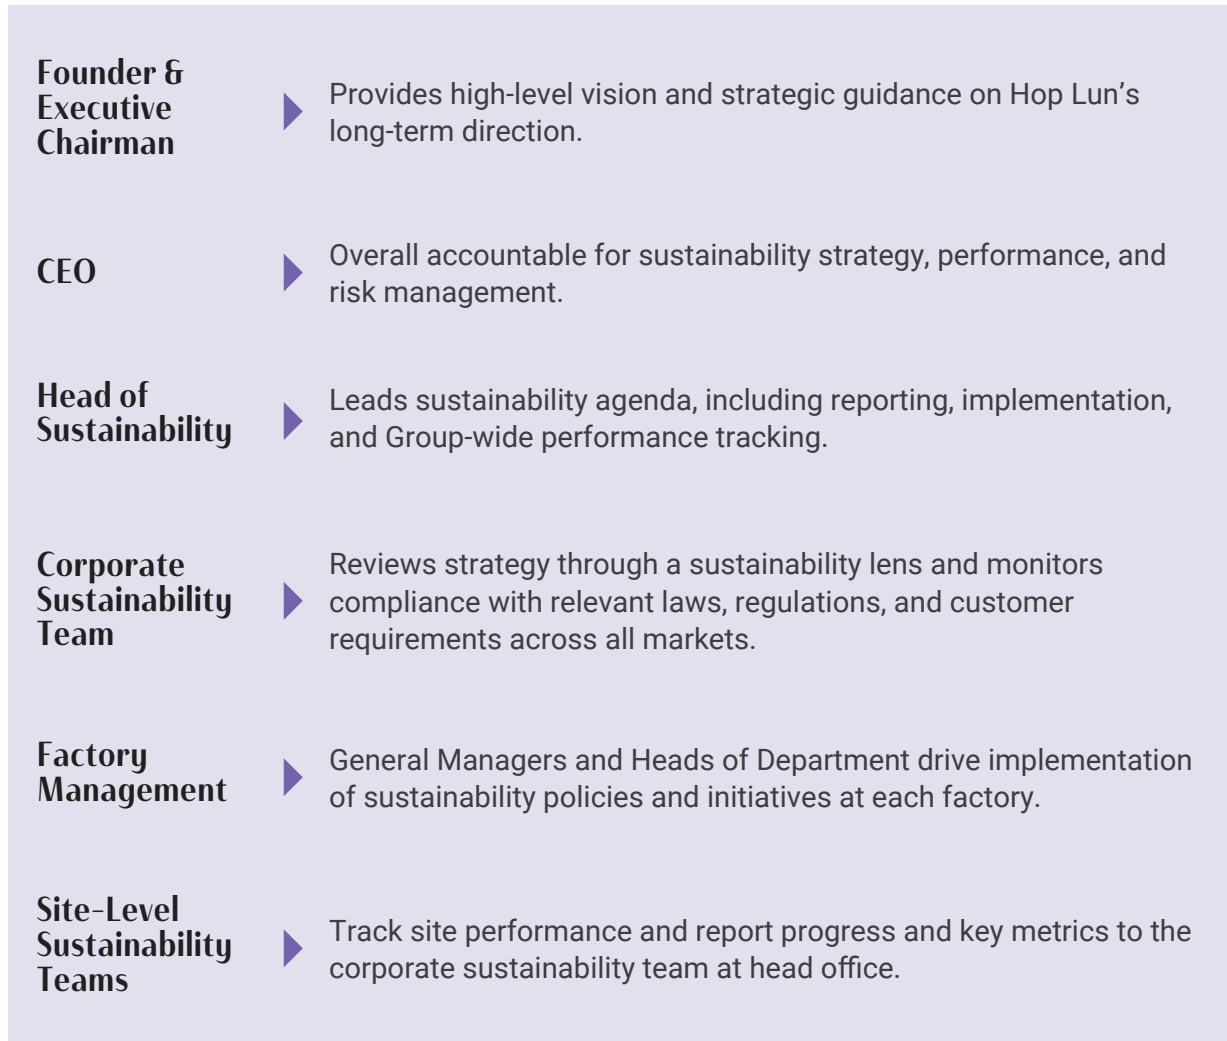 Founder &
Executive
Chairman
Provides high-level vision and strategic guidance on Hop Lun’s
long-term direction.
CEO
Overall accountable for sustainability strategy, performance, and
risk management.
Head of
Sustainability
Leads sustainability agenda, including reporting, implementation,
and Group-wide performance tracking.
Corporate
Sustainability
Team
Reviews strategy through a sustainability lens and monitors
compliance with relevant laws, regulations, and customer
requirements across all markets.
Factory
Management
General Managers and Heads of Department drive implementation
of sustainability policies and initiatives at each factory.
Site-Level
Sustainability
Teams
Track site performance and report progress and key metrics to the
corporate sustainability team at head office.